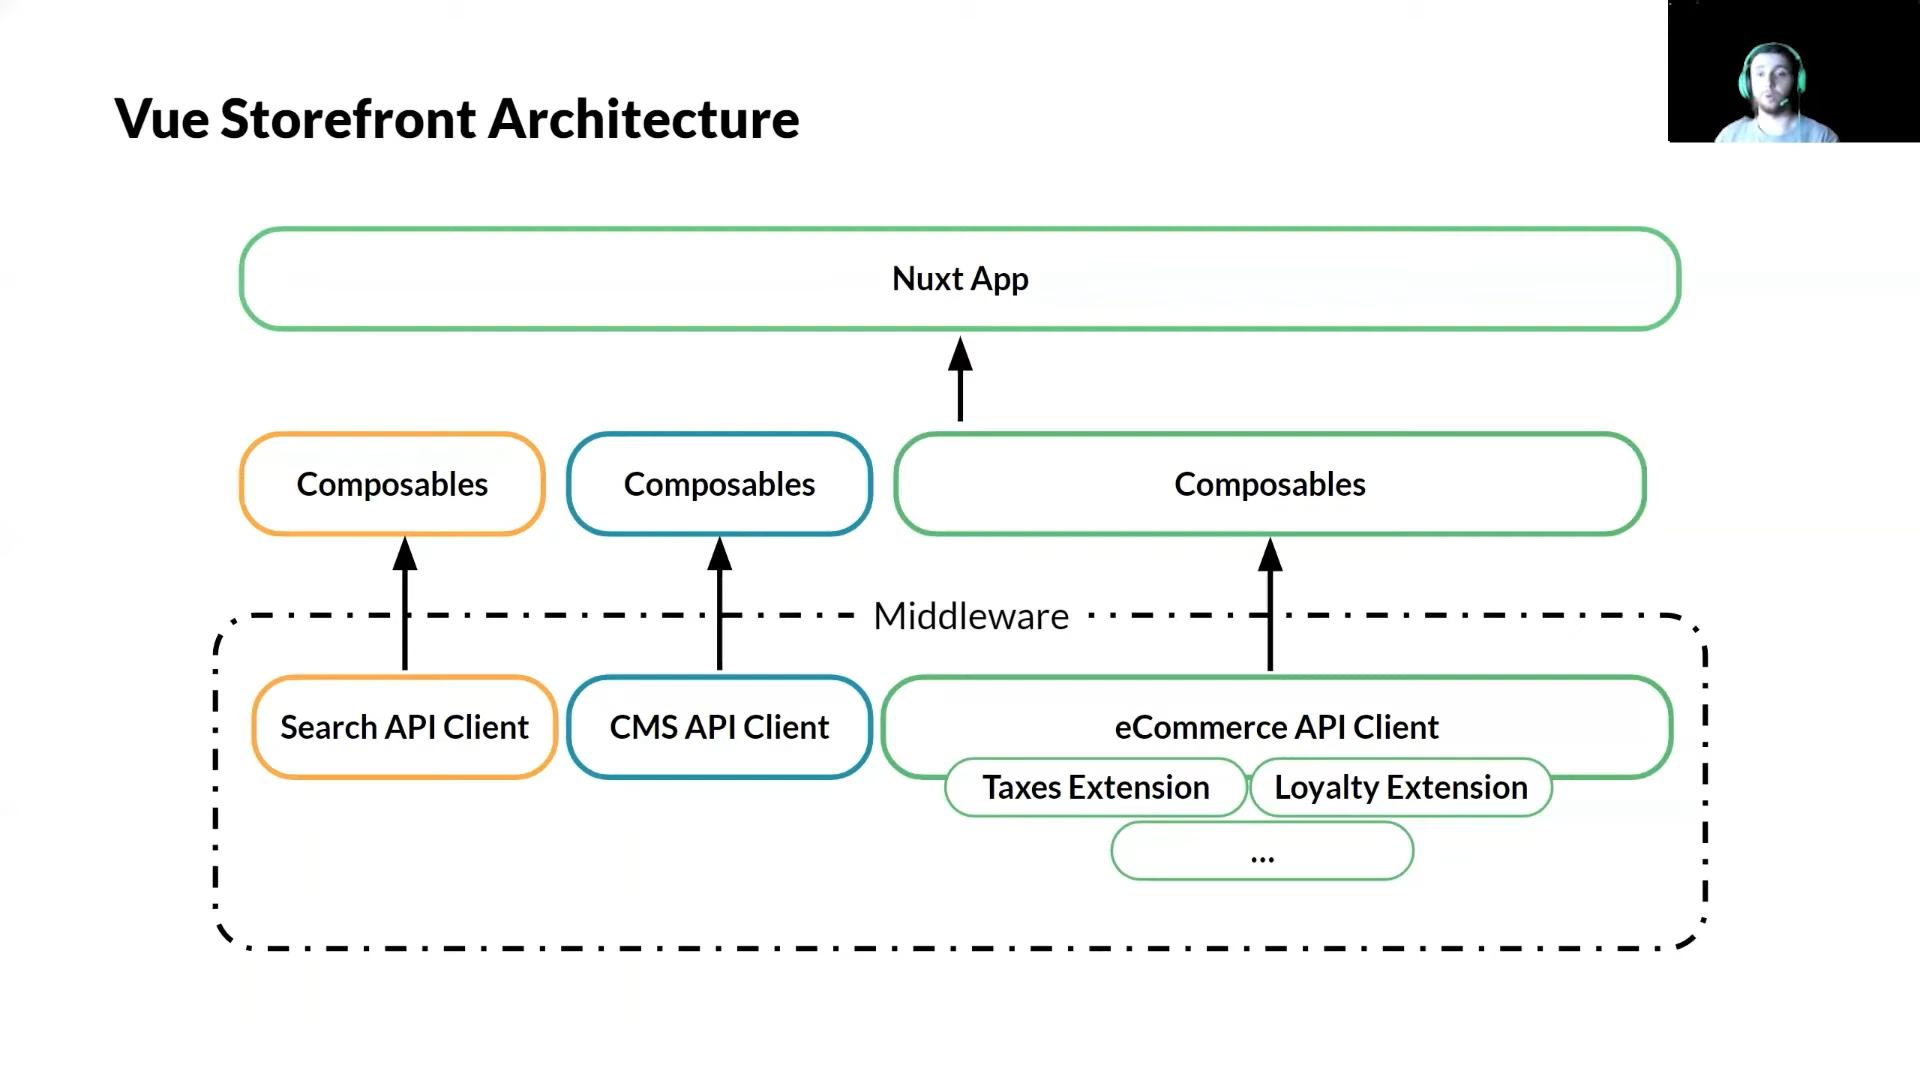 Vue Storefront Architecture
Nuxt App
Composables
Composables
Composables
Middleware
Search API Client
CMS API Client
eCommerce API Client
Taxes Extension
Loyalty Extension
...